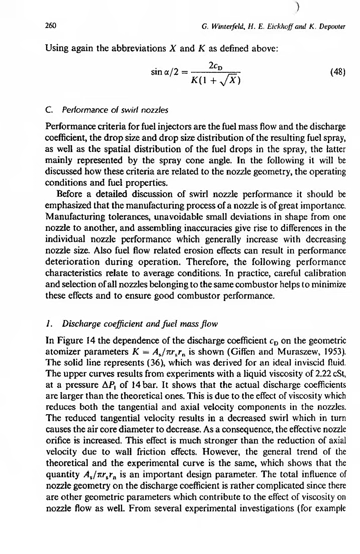 260
G. Winterfeld, H. E. Eickhoff and K. Depooter
Using again the abbreviations X and K as defined above:
sin α/2 = 2c_D / K(1 + √X) (48)
C. Performance of swirl nozzles
Performance criteria for fuel injectors are the fuel mass flow and the discharge
coefficient, the drop size and drop size distribution of the resulting fuel spray,
as well as the spatial distribution of the fuel drops in the spray, the latter
mainly represented by the spray cone angle. In the following it will be
discussed how these criteria are related to the nozzle geometry, the operating
conditions and fuel properties.
Before a detailed discussion of swirl nozzle performance it should be
emphasized that the manufacturing process of a nozzle is of great importance.
Manufacturing tolerances, unavoidable small deviations in shape from one
nozzle to another, and assembling inaccuracies give rise to differences in the
individual nozzle performance which generally increase with decreasing
nozzle size. Also fuel flow related erosion effects can result in performance
deterioration during operation. Therefore, the following performance
characteristics relate to average conditions. In practice, careful calibration
and selection of all nozzles belonging to the same combustor helps to minimize
these effects and to ensure good combustor performance.
1. Discharge coefficient and fuel mass flow
In Figure 14 the dependence of the discharge coefficient c_D on the geometric
atomizer parameters K = A_s/πr_s r_n is shown (Giffen and Muraszew, 1953).
The solid line represents (36), which was derived for an ideal inviscid fluid.
The upper curves results from experiments with a liquid viscosity of 2.22 cSt,
at a pressure ΔP_f of 14 bar. It shows that the actual discharge coefficients
are larger than the theoretical ones. This is due to the effect of viscosity which
reduces both the tangential and axial velocity components in the nozzles.
The reduced tangential velocity results in a decreased swirl which in turn
causes the air core diameter to decrease. As a consequence, the effective nozzle
orifice is increased. This effect is much stronger than the reduction of axial
velocity due to wall friction effects. However, the general trend of the
theoretical and the experimental curve is the same, which shows that the
quantity A_s/πr_s r_n is an important design parameter. The total influence of
nozzle geometry on the discharge coefficient is rather complicated since there
are other geometric parameters which contribute to the effect of viscosity on
nozzle flow as well. From several experimental investigations (for example